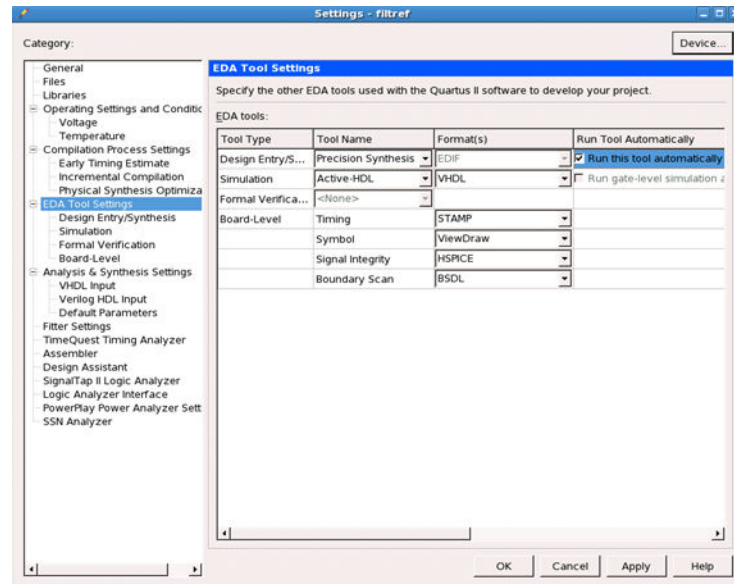 Settings - filtref
Category:
Device...
General
Files
Libraries
Operating Settings and Conditic
Voltage
Temperature
Compilation Process Settings
Early Timing Estimate
Incremental Compilation
Physical Synthesis Optimiza
EDA Tool Settings
Design Entry/Synthesis
Simulation
Formal Verification
Board-Level
Analysis & Synthesis Settings
VHDL Input
Verilog HDL Input
Default Parameters
Fitter Settings
TimeQuest Timing Analyzer
Assembler
Design Assistant
SignalTap II Logic Analyzer
Logic Analyzer Interface
PowerPlay Power Analyzer Sett
SSN Analyzer
EDA Tool Settings
Specify the other EDA tools used with the Quartus II software to develop your project.
EDA tools:
Tool Type Tool Name Format(s) Run Tool Automatically
Design Entry/S... Precision Synthesis EDIF Run this tool automatically
Simulation Active-HDL VHDL Run gate-level simulation a
Formal Verifica... <None>
Board-Level Timing STAMP
Symbol ViewDraw
Signal Integrity HSPICE
Boundary Scan BSDL
OK Cancel Apply Help